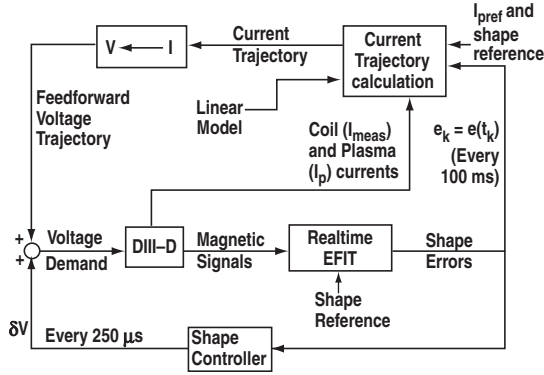 I_pref and
shape
reference
Current
Trajectory
calculation
Current
Trajectory
V ← I
Feedforward
Voltage
Trajectory
Linear
Model
Coil (I_meas)
and Plasma
(I_p) currents
e_k = e(t_k)
(Every
100 ms)
+
+
Voltage
Demand
DIII–D
Magnetic
Signals
Realtime
EFIT
Shape
Errors
Shape
Reference
δV
Every 250 μs
Shape
Controller